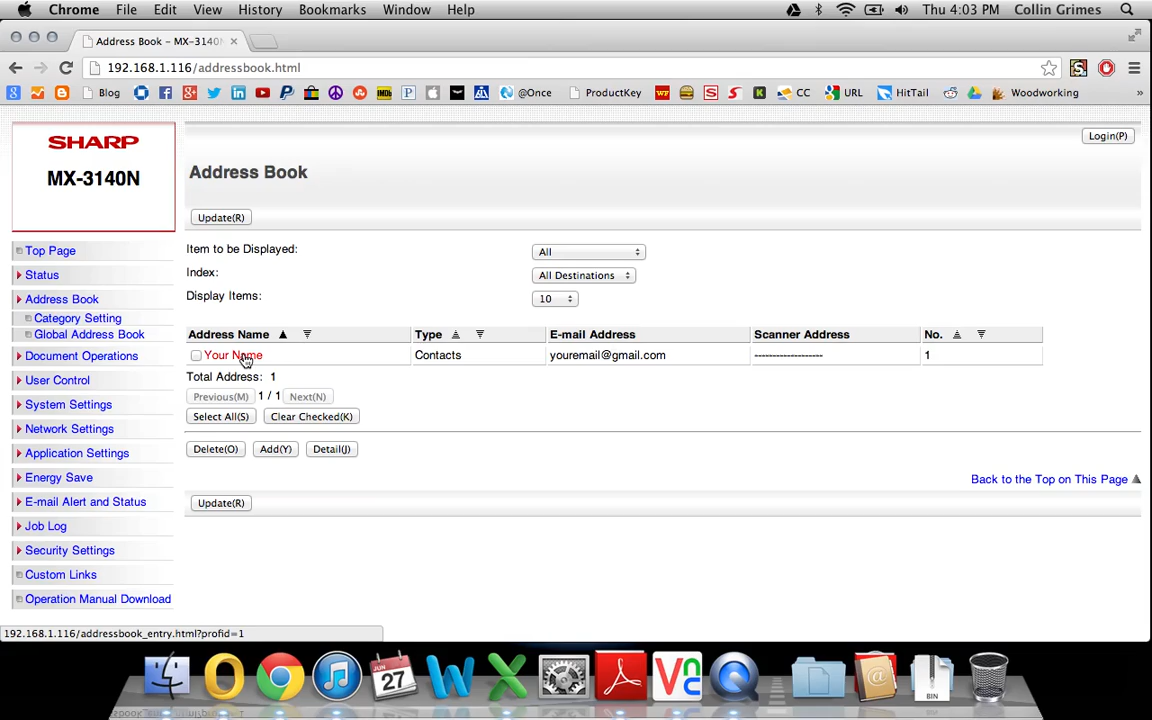 Chrome File Edit View History Bookmarks Window Help Thu 4:03 PM Collin Grimes
Address Book - MX-3140N
192.168.1.116/addressbook.html
Blog @Once ProductKey CC URL HitTail Woodworking »
SHARP
MX-3140N
Login(P)
Address Book
Update(R)
Top Page
Status
Address Book
Category Setting
Global Address Book
Document Operations
User Control
System Settings
Network Settings
Application Settings
Energy Save
E-mail Alert and Status
Job Log
Security Settings
Custom Links
Operation Manual Download
Item to be Displayed: All
Index: All Destinations
Display Items: 10
Address Name Type E-mail Address Scanner Address No.
Your Name Contacts youremail@gmail.com ------------------- 1
Total Address: 1
Previous(M) 1 / 1 Next(N)
Select All(S) Clear Checked(K)
Delete(O) Add(Y) Detail(J)
Back to the Top on This Page
Update(R)
192.168.1.116/addressbook_entry.html?profid=1
JUN
27
BIN